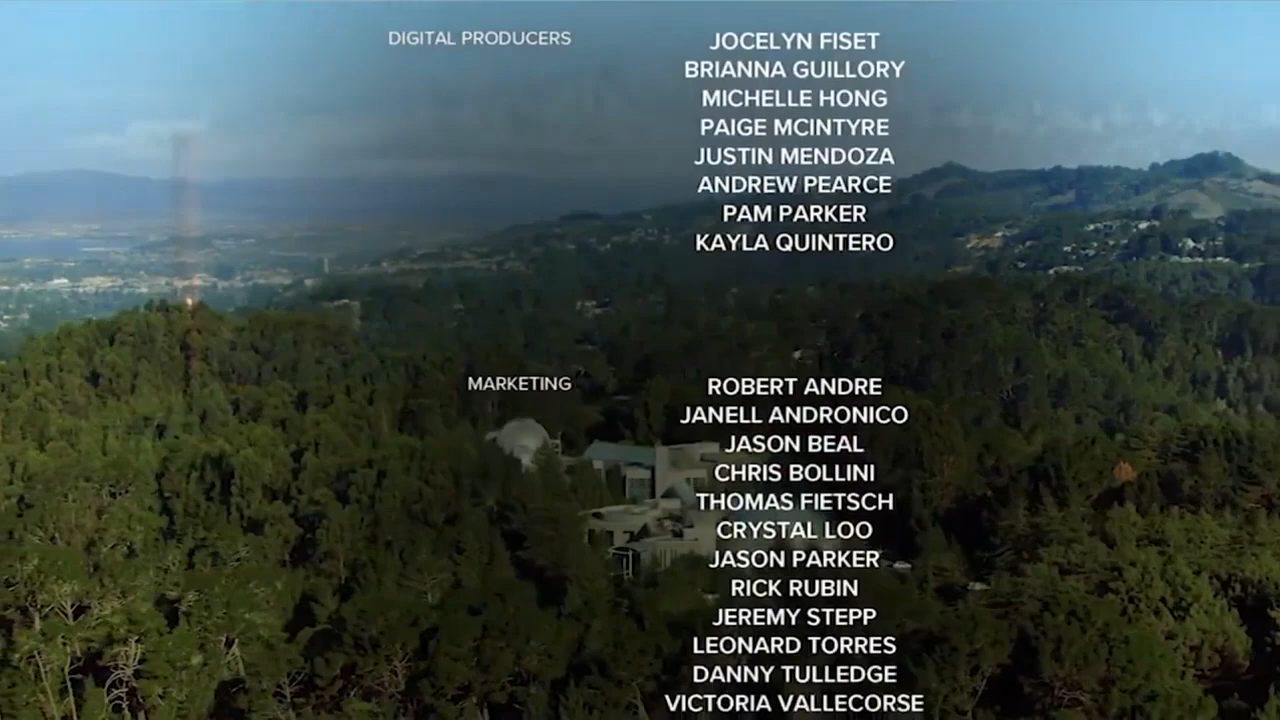 DIGITAL PRODUCERS
JOCELYN FISET
BRIANNA GUILLORY
MICHELLE HONG
PAIGE MCINTYRE
JUSTIN MENDOZA
ANDREW PEARCE
PAM PARKER
KAYLA QUINTERO
MARKETING
ROBERT ANDRE
JANELL ANDRONICO
JASON BEAL
CHRIS BOLLINI
THOMAS FIETSCH
CRYSTAL LOO
JASON PARKER
RICK RUBIN
JEREMY STEPP
LEONARD TORRES
DANNY TULLEDGE
VICTORIA VALLECORSE